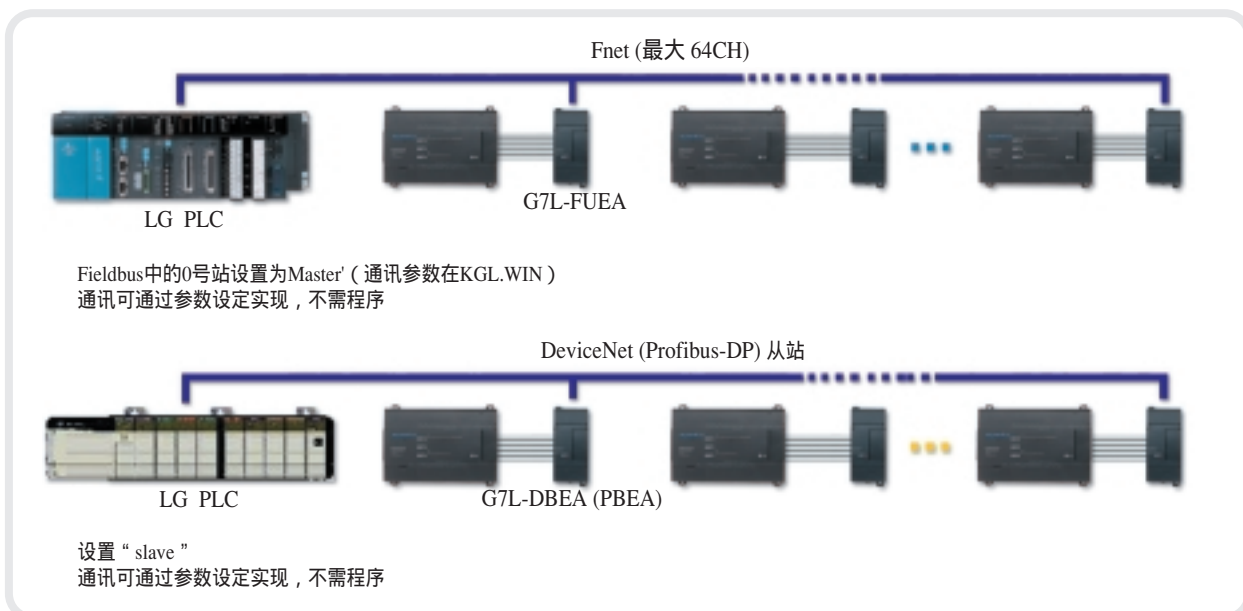 Fnet (最大 64CH)
G7L-FUEA
LG PLC
Fieldbus中的0号站设置为Master'（通讯参数在KGL.WIN）
通讯可通过参数设定实现，不需程序
DeviceNet (Profibus-DP) 从站
LG PLC
G7L-DBEA (PBEA)
设置“slave”
通讯可通过参数设定实现，不需程序